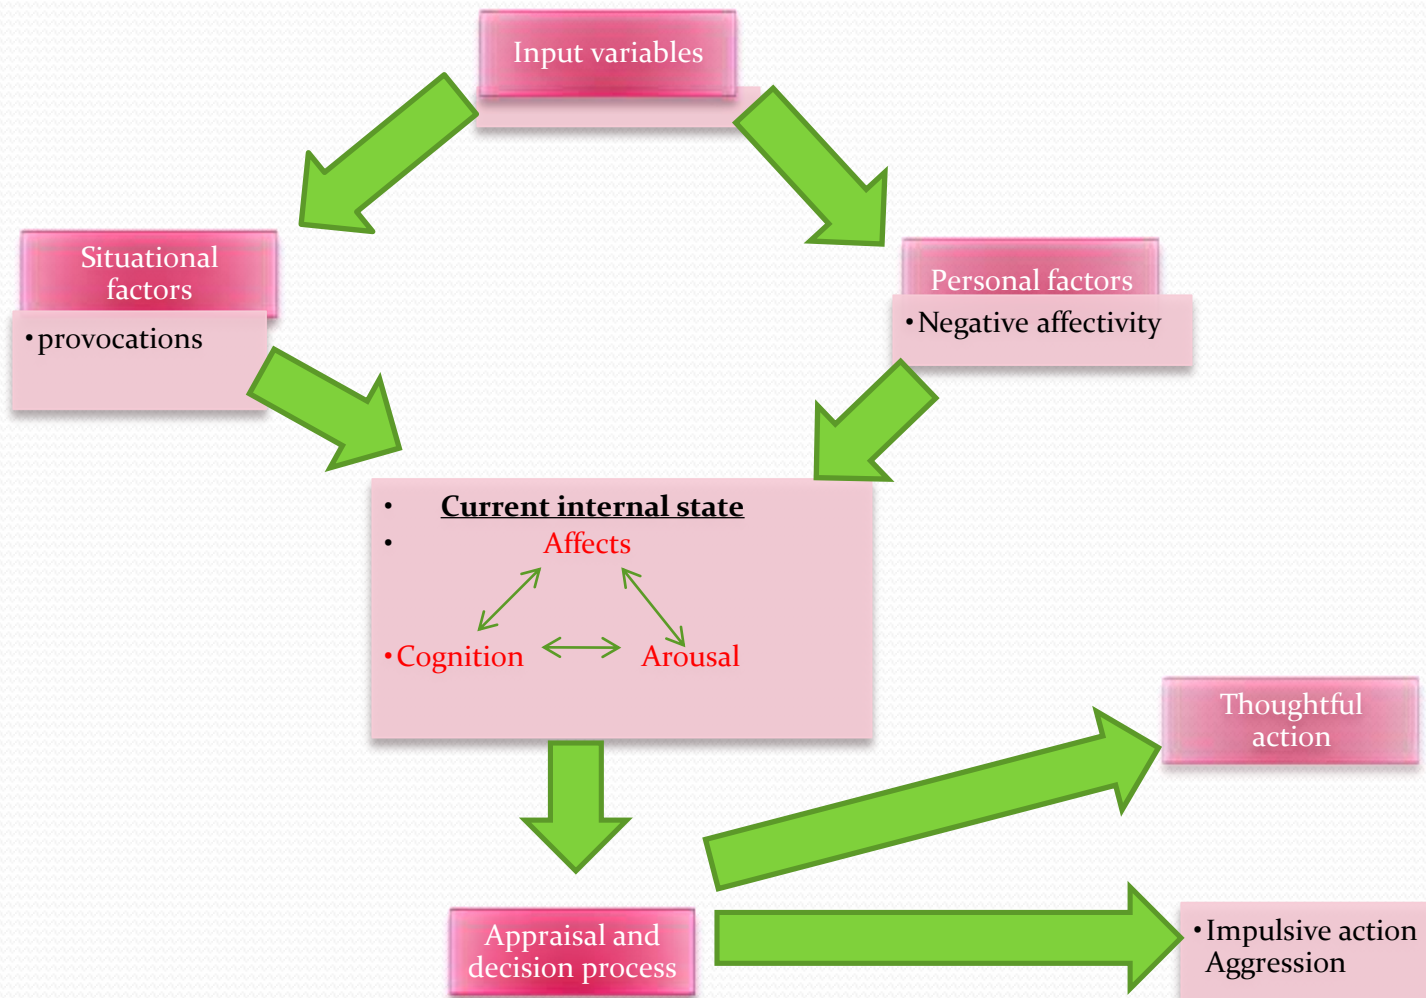 Input variables
Situational
factors
•provocations
Personal factors
•Negative affectivity
• Current internal state
• Affects
•Cognition Arousal
Thoughtful
action
Appraisal and
decision process
•Impulsive action
Aggression